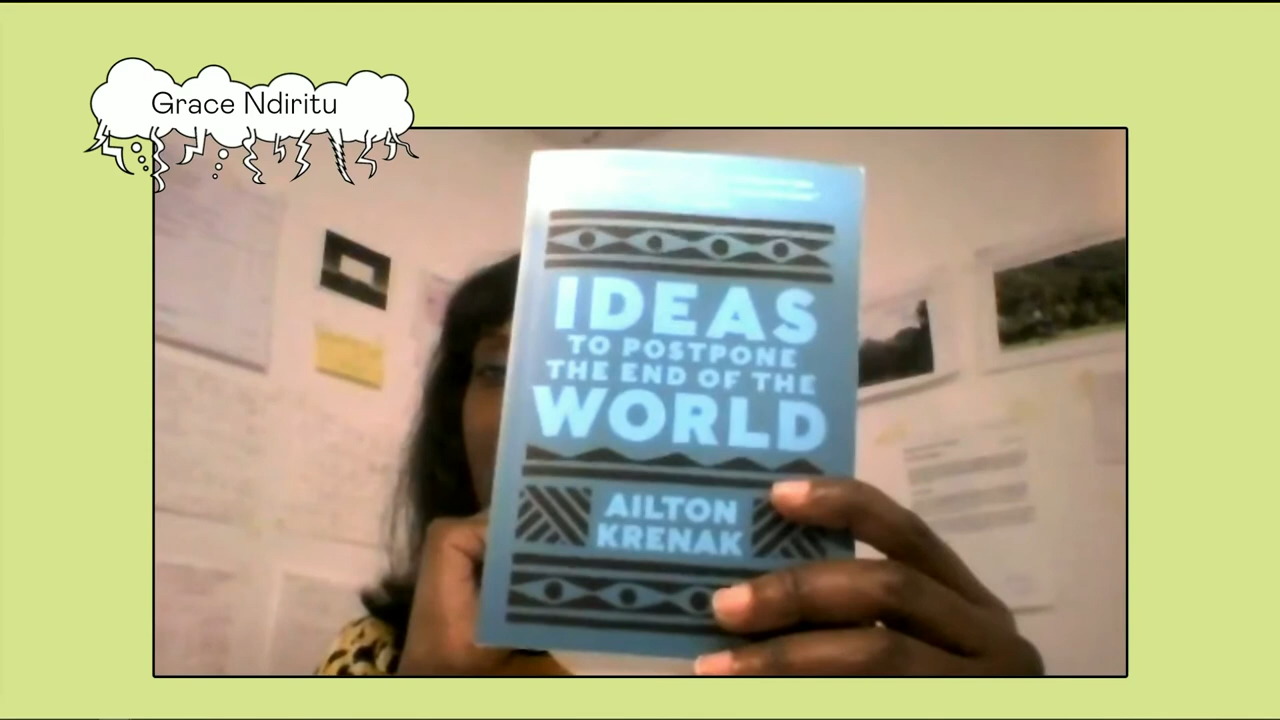 Grace Ndiritu
IDEAS
TO POSTPONE
THE END OF THE
WORLD
AILTON
KRENAK